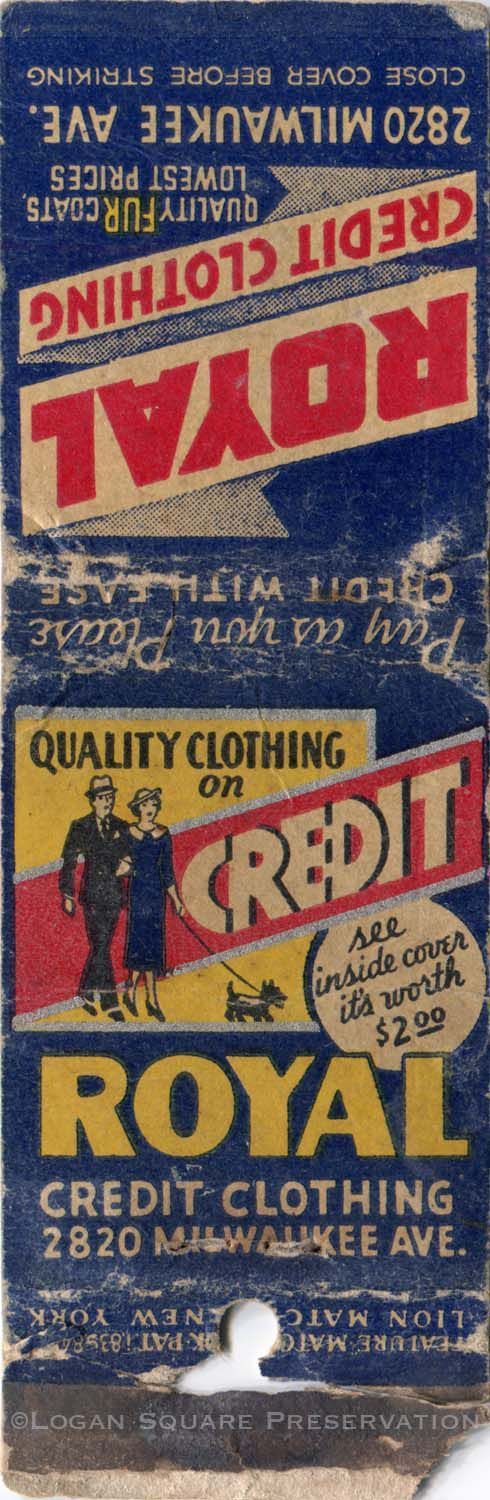 Pay as you Please
CREDIT WITH EASE
ROYAL
CREDIT CLOTHING
QUALITY FUR COATS,
LOWEST PRICES
2820 MILWAUKEE AVE.
CLOSE COVER BEFORE STRIKING
QUALITY CLOTHING
on
CREDIT
see
inside cover
it's worth
$2.00
ROYAL
CREDIT CLOTHING
2820 MILWAUKEE AVE.
PAT
LION NEW YORK
©LOGAN SQUARE PRESERVATION